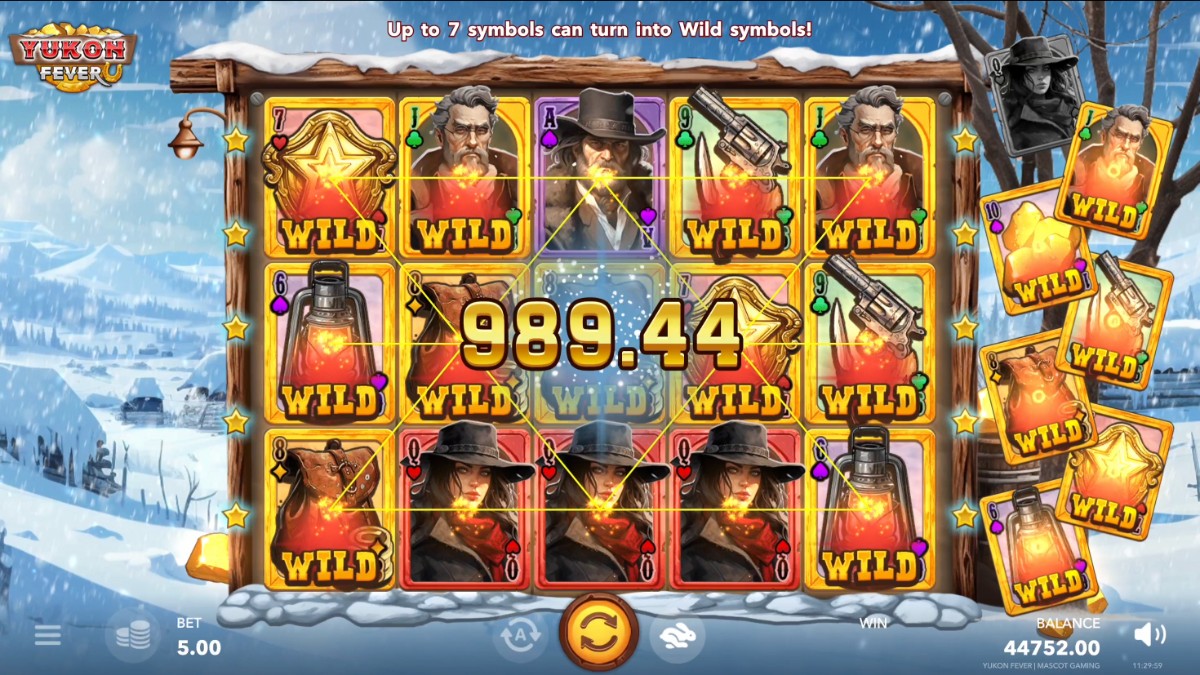 YUKON
FEVER
Up to 7 symbols can turn into Wild symbols!
7 J A 9 J
WILD WILD A WILD WILD
6 8 8 7 9
WILD WILD WILD WILD WILD
989.44
8 Q Q Q 6
WILD Q Q Q WILD
Q
J
WILD
10
WILD
WILD
8
WILD
WILD
6
WILD
BET
5.00
A
WIN
BALANCE
44752.00
YUKON FEVER | MASCOT GAMING
11:29:59